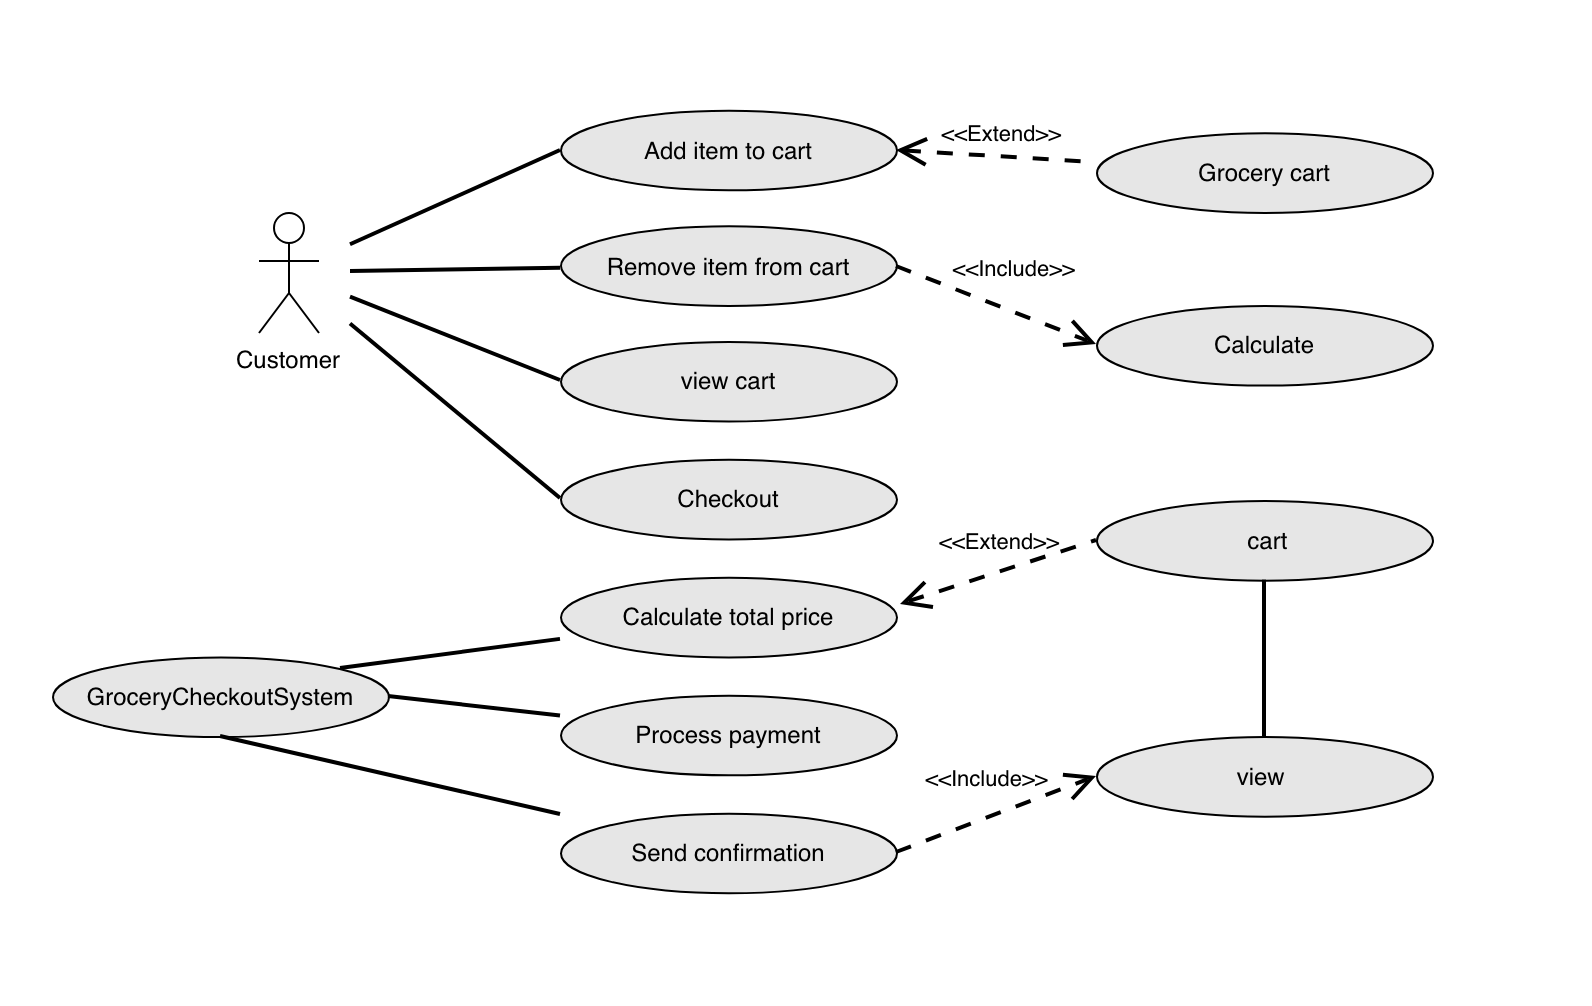 Add item to cart
<<Extend>>
Grocery cart
Remove item from cart
<<Include>>
Calculate
Customer
view cart
Checkout
<<Extend>>
cart
Calculate total price
GroceryCheckoutSystem
Process payment
<<Include>>
view
Send confirmation